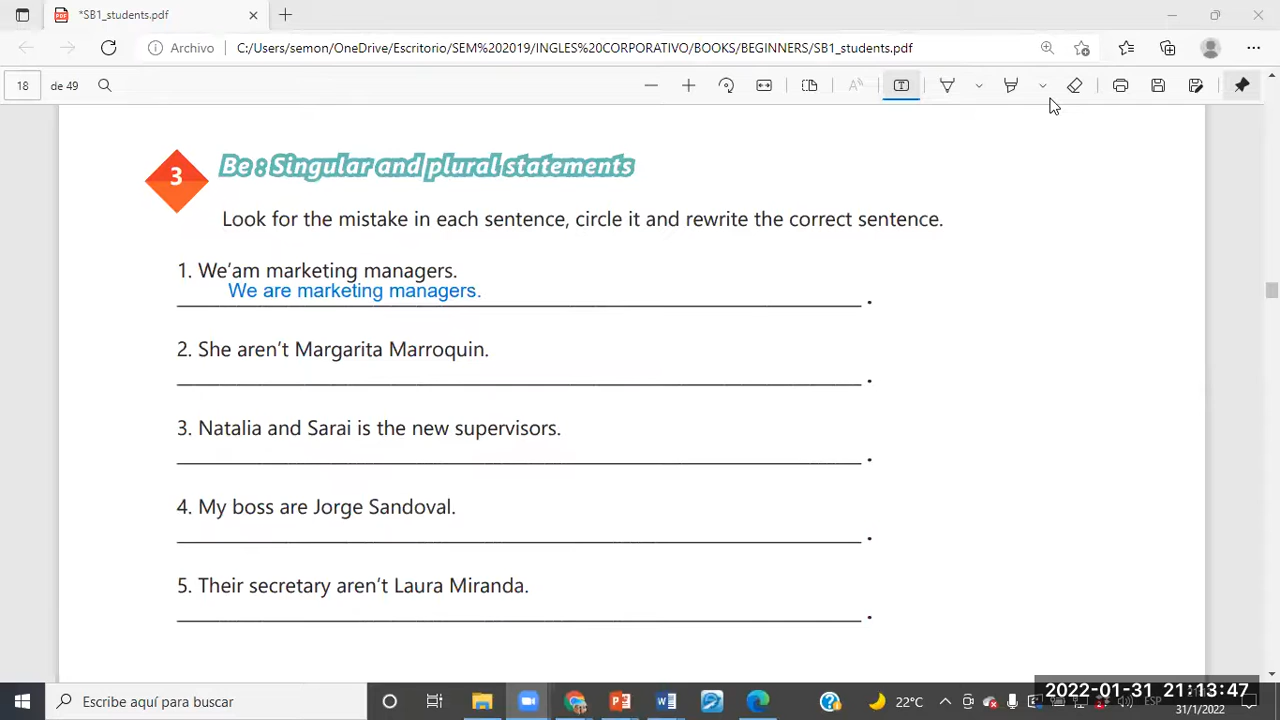 *SB1_students.pdf
Archivo
C:/Users/semon/OneDrive/Escritorio/SEM%202019/INGLES%20CORPORATIVO/BOOKS/BEGINNERS/SB1_students.pdf
18 de 49
3
Be : Singular and plural statements
Look for the mistake in each sentence, circle it and rewrite the correct sentence.
1. We'am marketing managers.
We are marketing managers.
2. She aren't Margarita Marroquin.
3. Natalia and Sarai is the new supervisors.
4. My boss are Jorge Sandoval.
5. Their secretary aren't Laura Miranda.
Escribe aquí para buscar
22°C
ESP
2022-01-31 21:13:47
31/1/2022